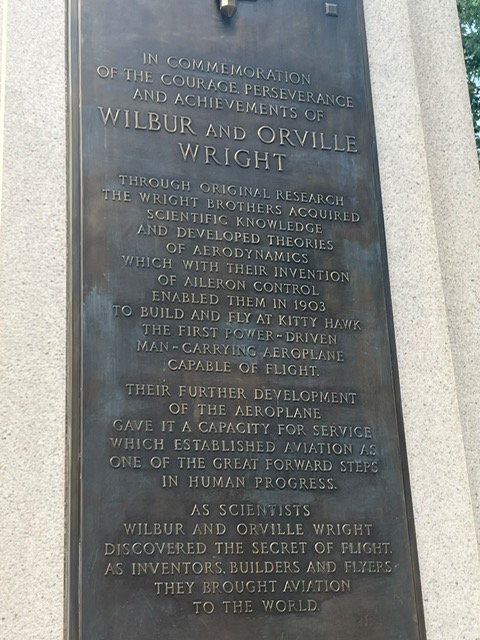 IN COMMEMORATION
OF THE COURAGE, PERSEVERANCE
AND ACHIEVEMENTS OF
WILBUR AND ORVILLE
WRIGHT
THROUGH ORIGINAL RESEARCH
THE WRIGHT BROTHERS ACQUIRED
SCIENTIFIC KNOWLEDGE
AND DEVELOPED THEORIES
OF AERODYNAMICS
WHICH WITH THEIR INVENTION
OF AILERON CONTROL
ENABLED THEM IN 1903
TO BUILD AND FLY AT KITTY HAWK
THE FIRST POWER-DRIVEN
MAN-CARRYING AEROPLANE
CAPABLE OF FLIGHT.
THEIR FURTHER DEVELOPMENT
OF THE AEROPLANE
GAVE IT A CAPACITY FOR SERVICE
WHICH ESTABLISHED AVIATION AS
ONE OF THE GREAT FORWARD STEPS
IN HUMAN PROGRESS.
AS SCIENTISTS
WILBUR AND ORVILLE WRIGHT
DISCOVERED THE SECRET OF FLIGHT.
AS INVENTORS, BUILDERS AND FLYERS
THEY BROUGHT AVIATION
TO THE WORLD.